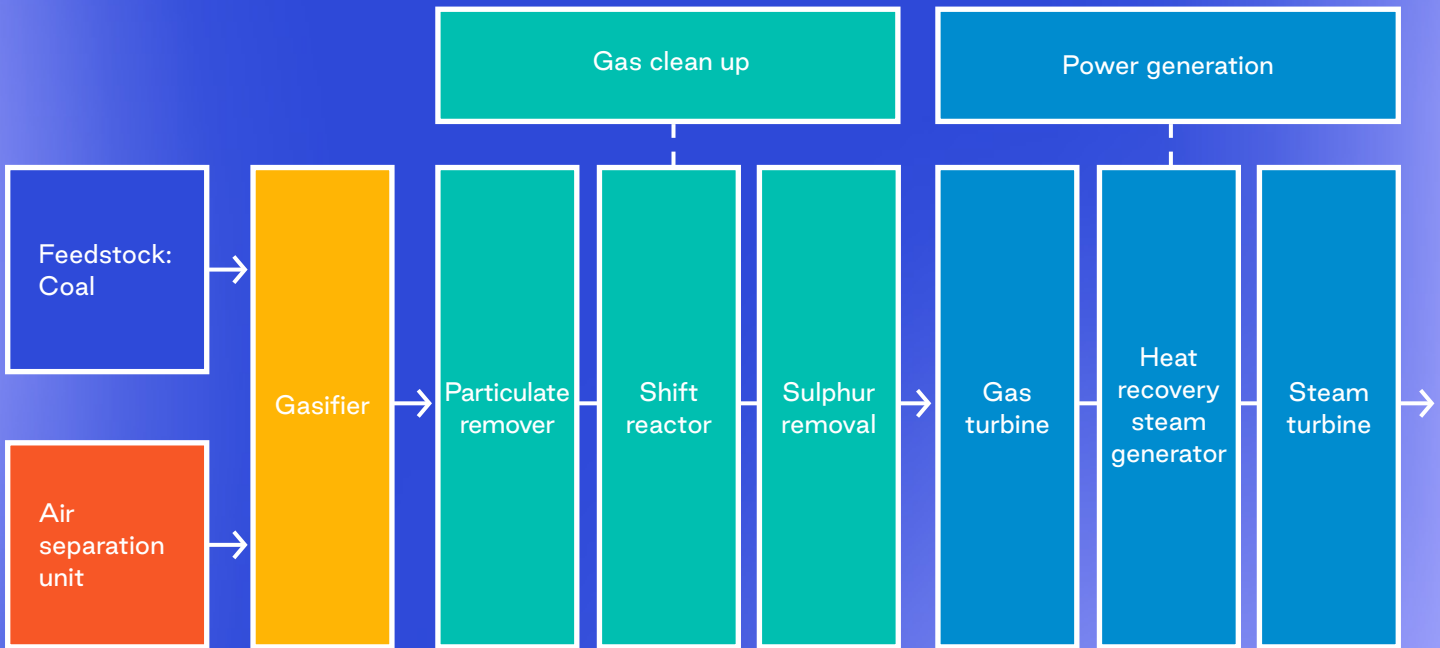 Gas clean up
Power generation
Feedstock:
Coal
Air
separation
unit
Gasifier
Particulate
remover
Shift
reactor
Sulphur
removal
Gas
turbine
Heat
recovery
steam
generator
Steam
turbine